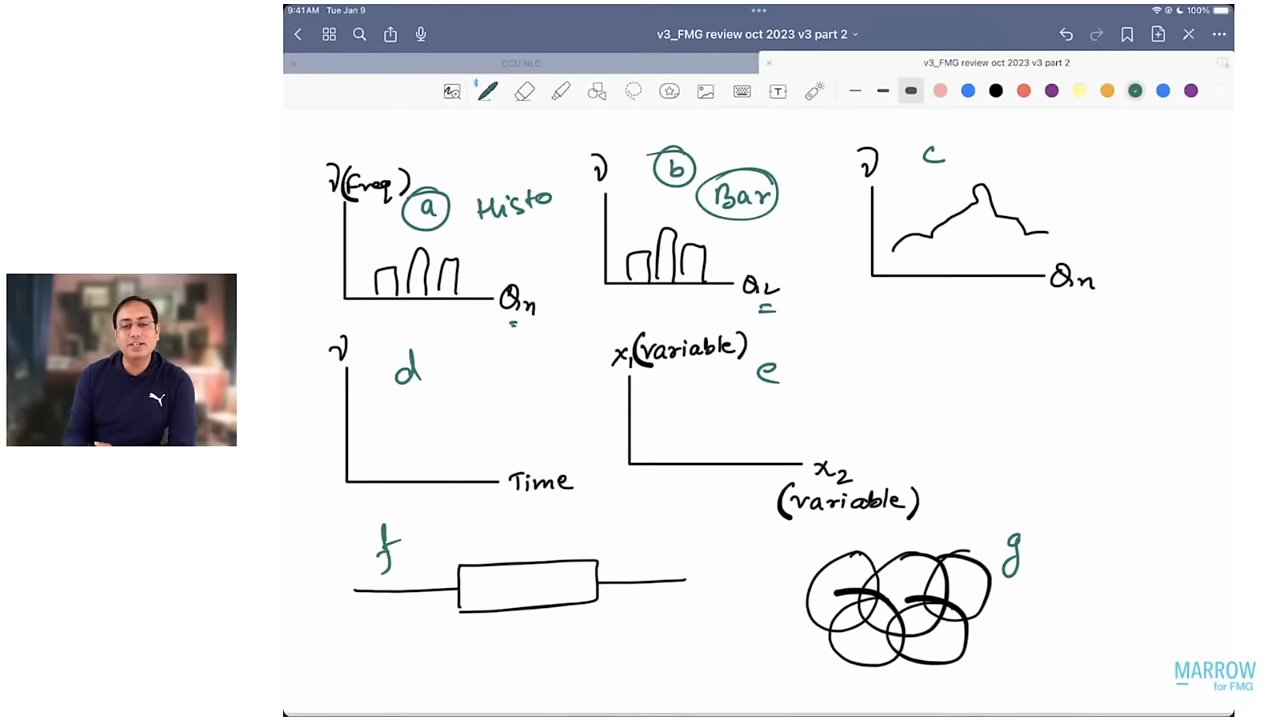 9:41 AM Tue Jan 9
100%
v3_FMG review oct 2023 v3 part 2
CCU NLC
v3_FMG review oct 2023 v3 part 2
ν(Freq)
a
Histo
Qn
ν
b
Bar
QL
ν
c
Qn
ν
d
Time
x1(variable)
e
x2
(variable)
f
g
MARROW
for FMG